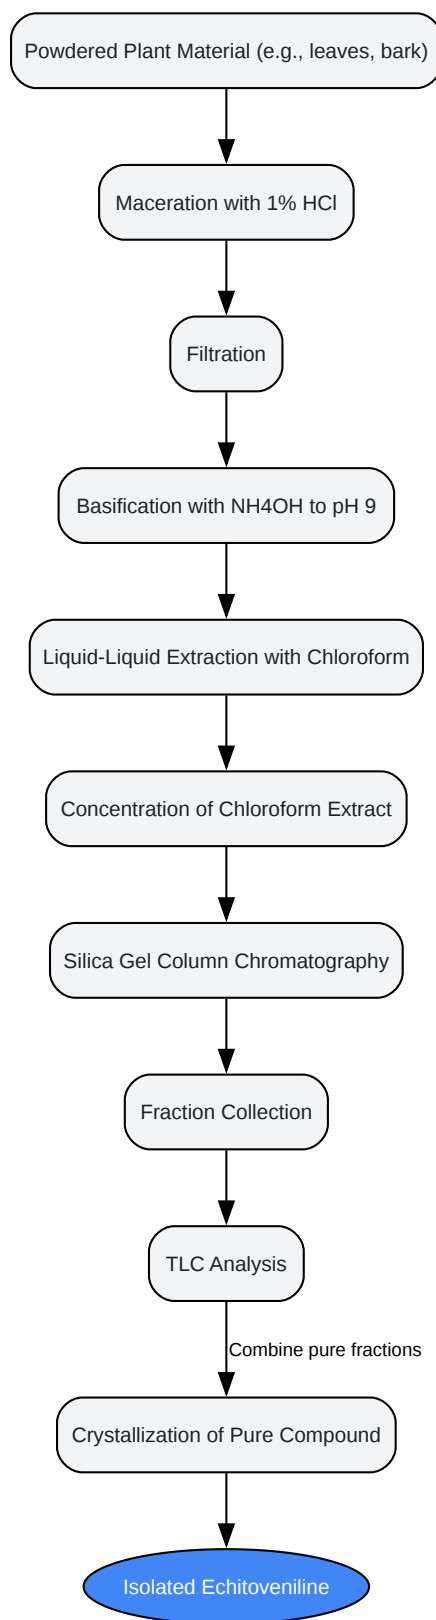 Powdered Plant Material (e.g., leaves, bark)
Maceration with 1% HCl
Filtration
Basification with NH4OH to pH 9
Liquid-Liquid Extraction with Chloroform
Concentration of Chloroform Extract
Silica Gel Column Chromatography
Fraction Collection
TLC Analysis
Combine pure fractions
Crystallization of Pure Compound
Isolated Echitoveniline